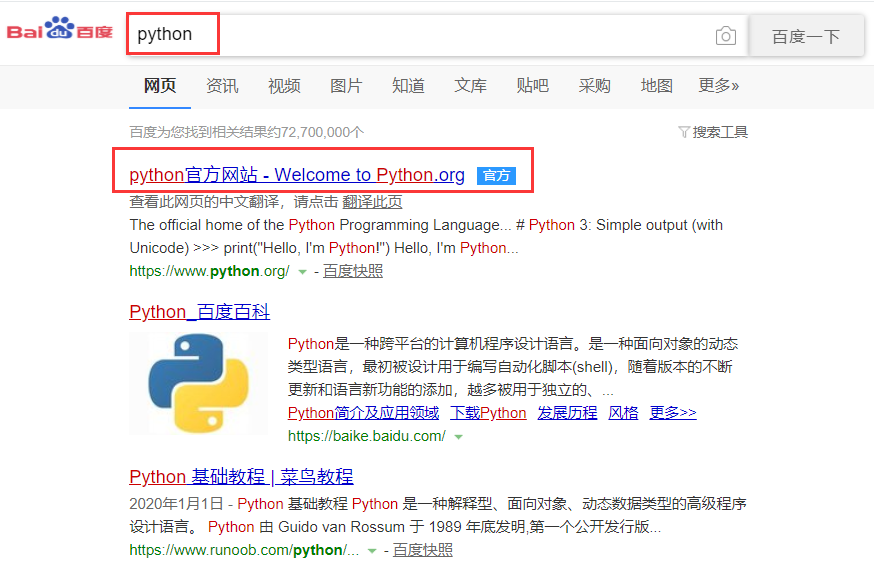 Bai du 百度 python 百度一下
网页 资讯 视频 图片 知道 文库 贴吧 采购 地图 更多»
百度为您找到相关结果约72,700,000个 搜索工具
python官方网站 - Welcome to Python.org 官方
查看此网页的中文翻译，请点击 翻译此页
The official home of the Python Programming Language... # Python 3: Simple output (with
Unicode) >>> print("Hello, I'm Python!") Hello, I'm Python...
https://www.python.org/ - 百度快照
Python_百度百科
Python是一种跨平台的计算机程序设计语言。是一种面向对象的动态
类型语言，最初被设计用于编写自动化脚本(shell)，随着版本的不断
更新和语言新功能的添加，越多被用于独立的、...
Python简介及应用领域 下载Python 发展历程 风格 更多>>
https://baike.baidu.com/
Python 基础教程 | 菜鸟教程
2020年1月1日 - Python 基础教程 Python 是一种解释型、面向对象、动态数据类型的高级程序
设计语言。 Python 由 Guido van Rossum 于 1989 年底发明,第一个公开发行版...
https://www.runoob.com/python/... - 百度快照